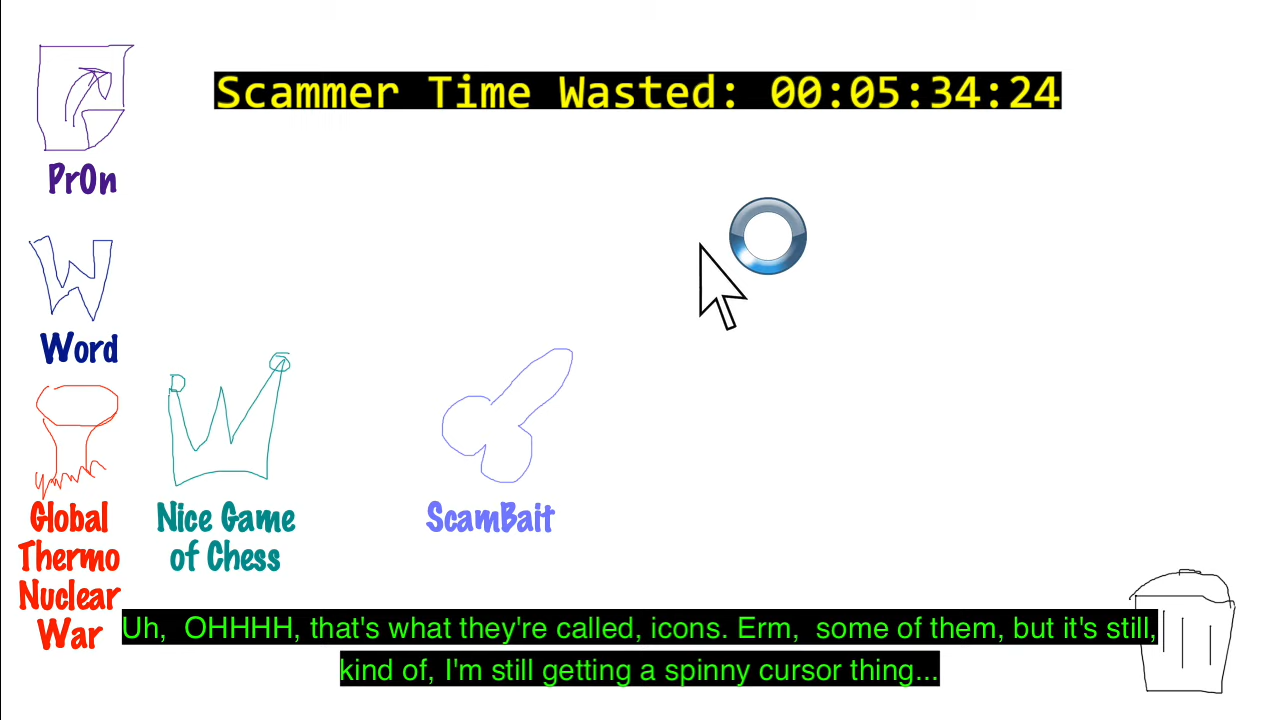 Scammer Time Wasted: 00:05:34:24
Pr0n
Word
Global
Thermo
Nuclear
War
Nice Game
of Chess
ScamBait
Uh,  OHHHH, that's what they're called, icons. Erm,  some of them, but it's still,
kind of, I'm still getting a spinny cursor thing...